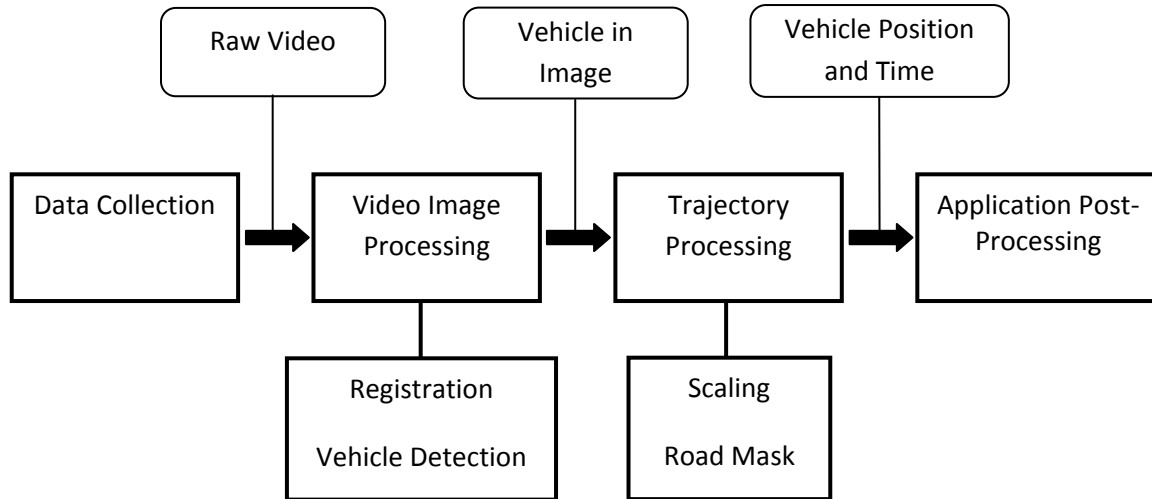 Raw Video
Vehicle in
Image
Vehicle Position
and Time
Data Collection
Video Image
Processing
Trajectory
Processing
Application Post-
Processing
Registration
Vehicle Detection
Scaling
Road Mask